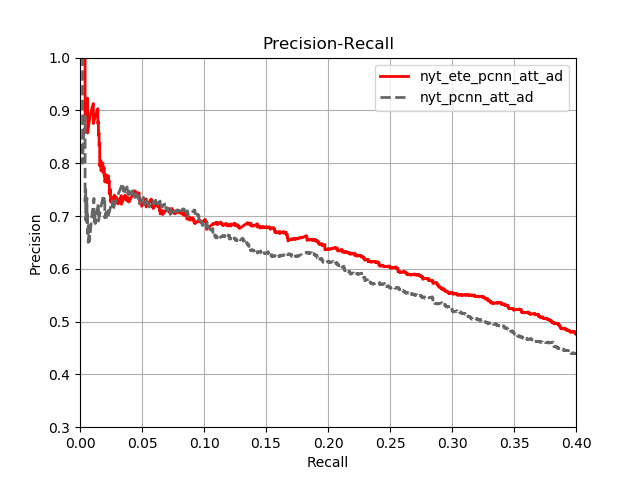 Precision-Recall
nyt_ete_pcnn_att_ad
nyt_pcnn_att_ad
1.0
0.9
0.8
0.7
0.6
0.5
0.4
0.3
Precision
0.00 0.05 0.10 0.15 0.20 0.25 0.30 0.35 0.40
Recall